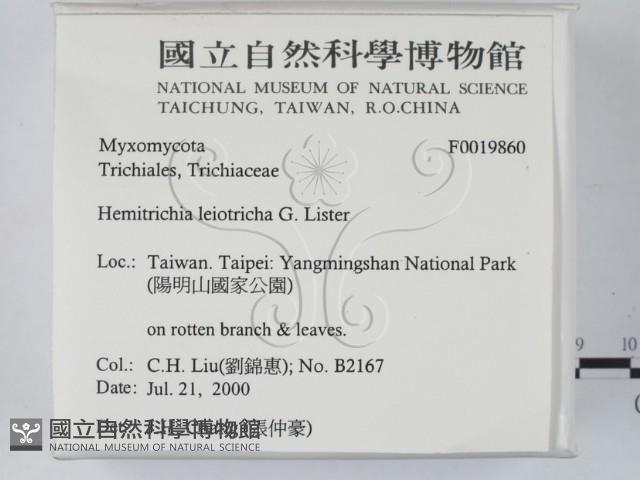 國立自然科學博物館
NATIONAL MUSEUM OF NATURAL SCIENCE
TAICHUNG, TAIWAN, R.O.CHINA
Myxomycota F0019860
Trichiales, Trichiaceae
Hemitrichia leiotricha G. Lister
Loc.: Taiwan. Taipei: Yangmingshan National Park
(陽明山國家公園)
on rotten branch & leaves.
Col.: C.H. Liu(劉錦惠); No. B2167
Date: Jul. 21, 2000
張仲豪)
國立自然科學博物館
NATIONAL MUSEUM OF NATURAL SCIENCE
9 10